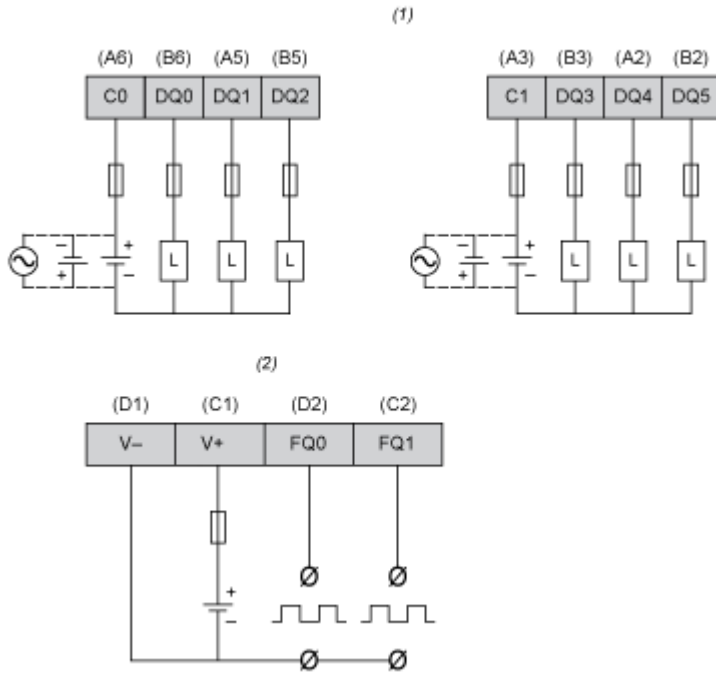 (1)
(A6) (B6) (A5) (B5) (A3) (B3) (A2) (B2)
C0 DQ0 DQ1 DQ2 C1 DQ3 DQ4 DQ5
− + − +
+ − L L L + − L L L
(2)
(D1) (C1) (D2) (C2)
V− V+ FQ0 FQ1
+
−